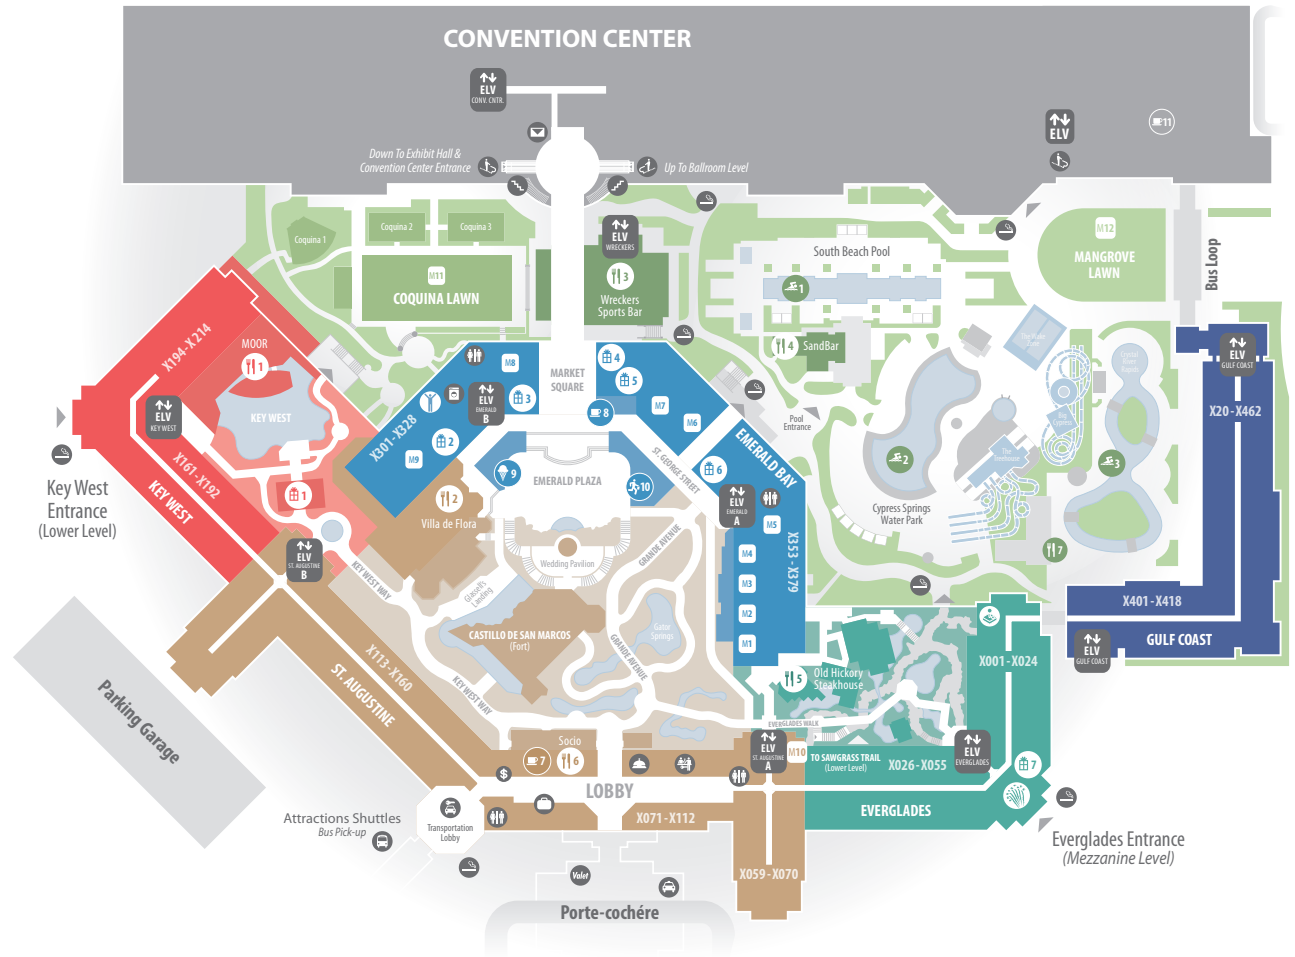 CONVENTION CENTER
ELV
CONV. CNTR.
ELV
11
Down To Exhibit Hall &
Convention Center Entrance
Up To Ballroom Level
Coquina 1
Coquina 2
Coquina 3
M11
COQUINA LAWN
ELV
WRECKERS
3
Wreckers
Sports Bar
South Beach Pool
1
4
SandBar
M12
MANGROVE
LAWN
Bus Loop
X194-X214
MOOR
1
KEY WEST
ELV
KEY WEST
X161-X192
KEY WEST
1
Key West
Entrance
(Lower Level)
M8
ELV
EMERALD
B
3
X301-X328
2
M9
MARKET
SQUARE
4
5
8
M7
M6
Pool
Entrance
EMERALD BAY
ST. GEORGE STREET
6
ELV
EMERALD
A
M5
M4
M3
M2
M1
X353 - X379
9
EMERALD PLAZA
10
2
Villa de Flora
Wedding Pavilion
GRANDE AVENUE
Crystal
River
Rapids
Big
Cypress
The
Treehouse
2
3
Cypress Springs
Water Park
7
ELV
GULF COAST
X20-X462
X401-X418
GULF COAST
ELV
GULF COAST
ELV
ST. AUGUSTINE
B
KEY WEST WAY
Glassell's
Landing
CASTILLO DE SAN MARCOS
(Fort)
Gator
Springs
GRANDE AVENUE
KEY WEST WAY
X113-X160
ST. AUGUSTINE
Parking Garage
5
Old Hickory
Steakhouse
X001-X024
EVERGLADES WALK
Socio
7
6
$
ELV
ST. AUGUSTINE
A
M10
TO SAWGRASS TRAIL
(Lower Level)
X026-X055
ELV
EVERGLADES
7
LOBBY
EVERGLADES
X071-X112
X059-X070
Transportation
Lobby
Attractions Shuttles
Bus Pick-up
Valet
Porte-cochére
Everglades Entrance
(Mezzanine Level)